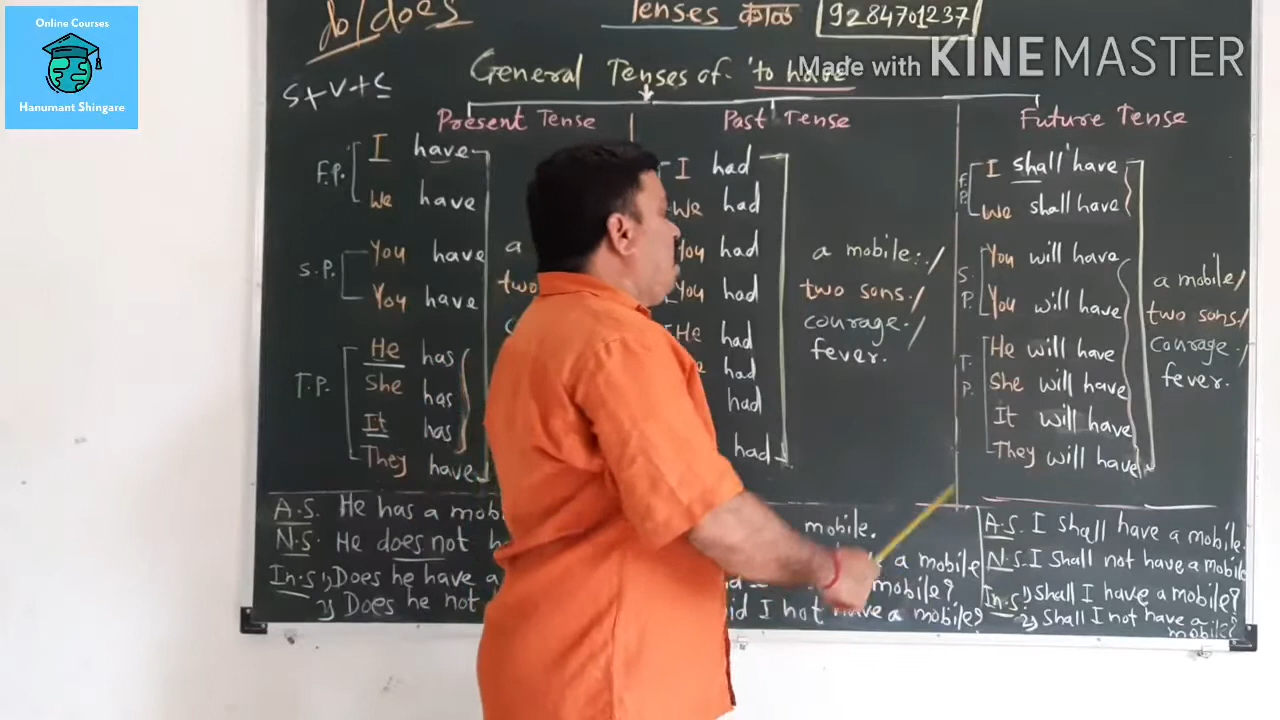 Online Courses
Hanumant Shingare
Made with KINEMASTER
do/does
Tenses काळ
9284701237
General Tenses of 'to have'
S+V+C
Present Tense
F.P.
I have
We have
S.P.
You have
You have
T.P.
He has
She has
It has
They have
a
two
Past Tense
I had
We had
You had
You had
He had
had
had
had
a mobile./
two sons./
courage./
fever.
Future Tense
F.P.
I shall have
We shall have
S.P.
You will have
You will have
T.P.
He will have
She will have
It will have
They will have
a mobile/
two sons./
Courage./
fever.
A.S. He has a mobi
N.S. He does not h
In.S 1) Does he have a
2) Does he not
mobile.
a mobile
mobile?
did I not have a mobile?
A.S. I shall have a mobile.
N.S. I shall not have a mobile
In.S 1) Shall I have a mobile?
2) Shall I not have a
mobile?